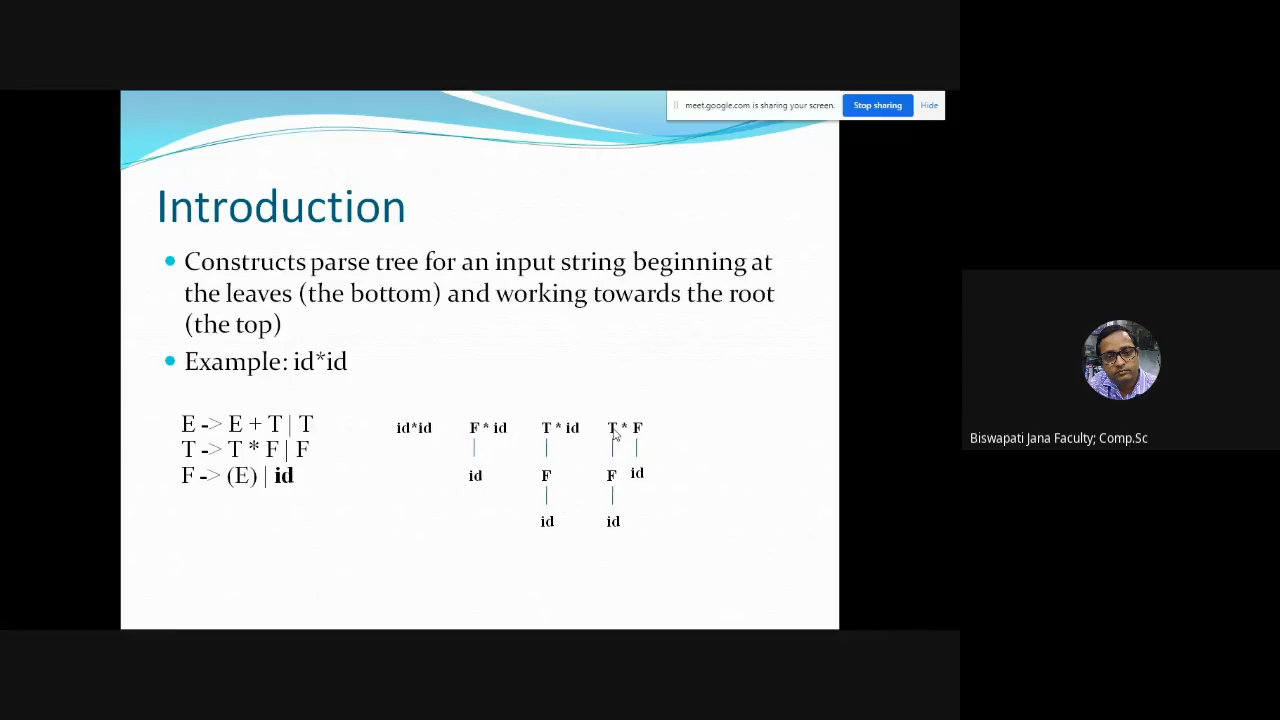 meet.google.com is sharing your screen. Stop sharing Hide
Introduction
Constructs parse tree for an input string beginning at
the leaves (the bottom) and working towards the root
(the top)
Example: id*id
E -> E + T | T
T -> T * F | F
F -> (E) | id
id*id F * id T * id T * F
id F F id
id id
Biswapati Jana Faculty; Comp.Sc